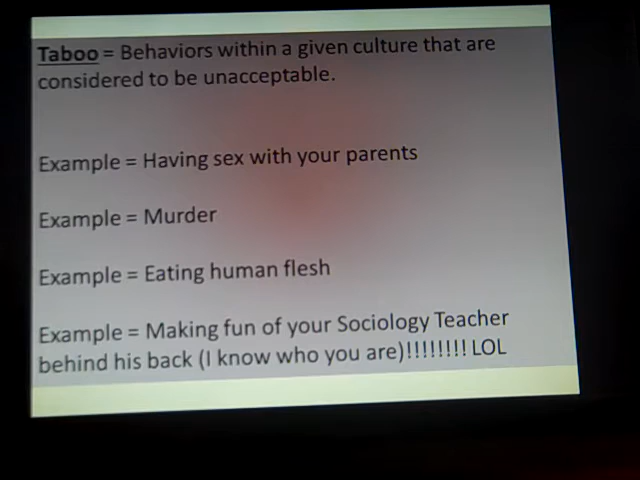 Taboo = Behaviors within a given culture that are
considered to be unacceptable.
Example = Having sex with your parents
Example = Murder
Example = Eating human flesh
Example = Making fun of your Sociology Teacher
behind his back (I know who you are)!!!!!!!!! LOL